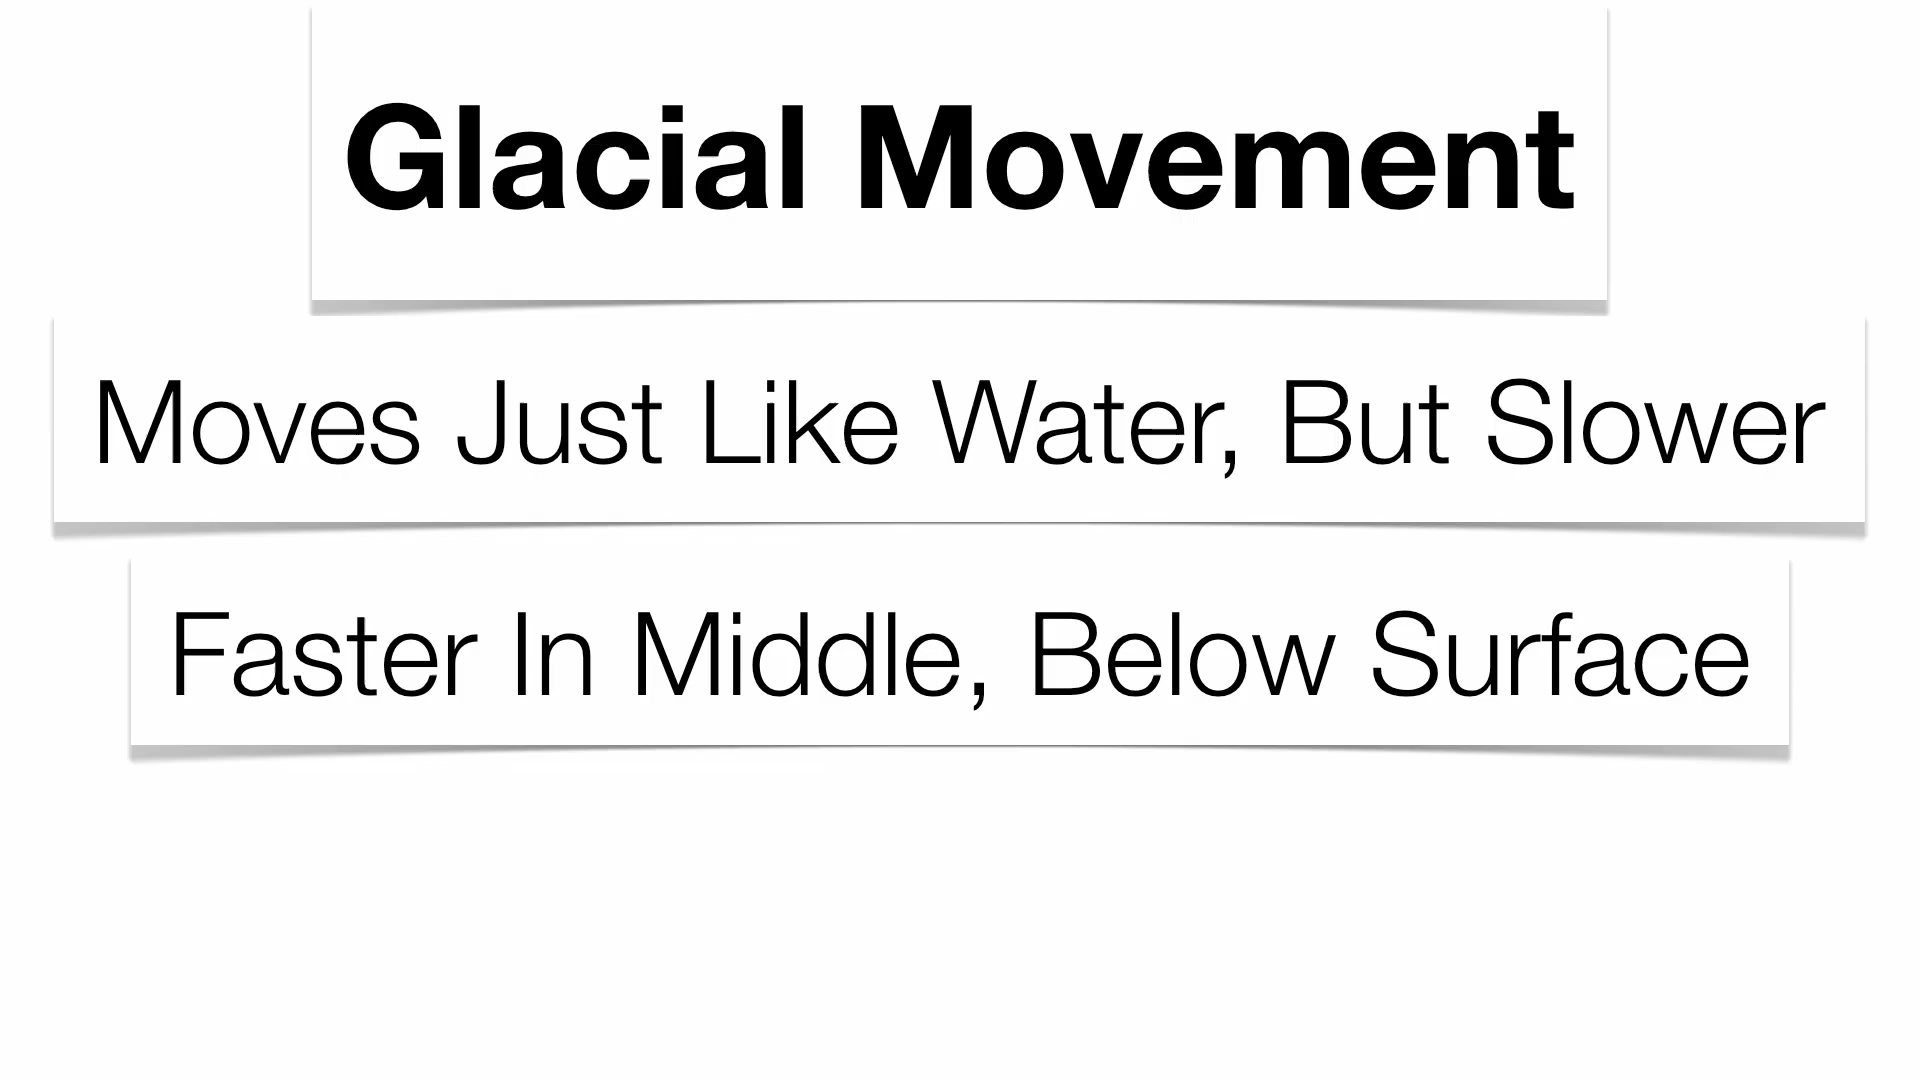 Glacial Movement
Moves Just Like Water, But Slower
Faster In Middle, Below Surface